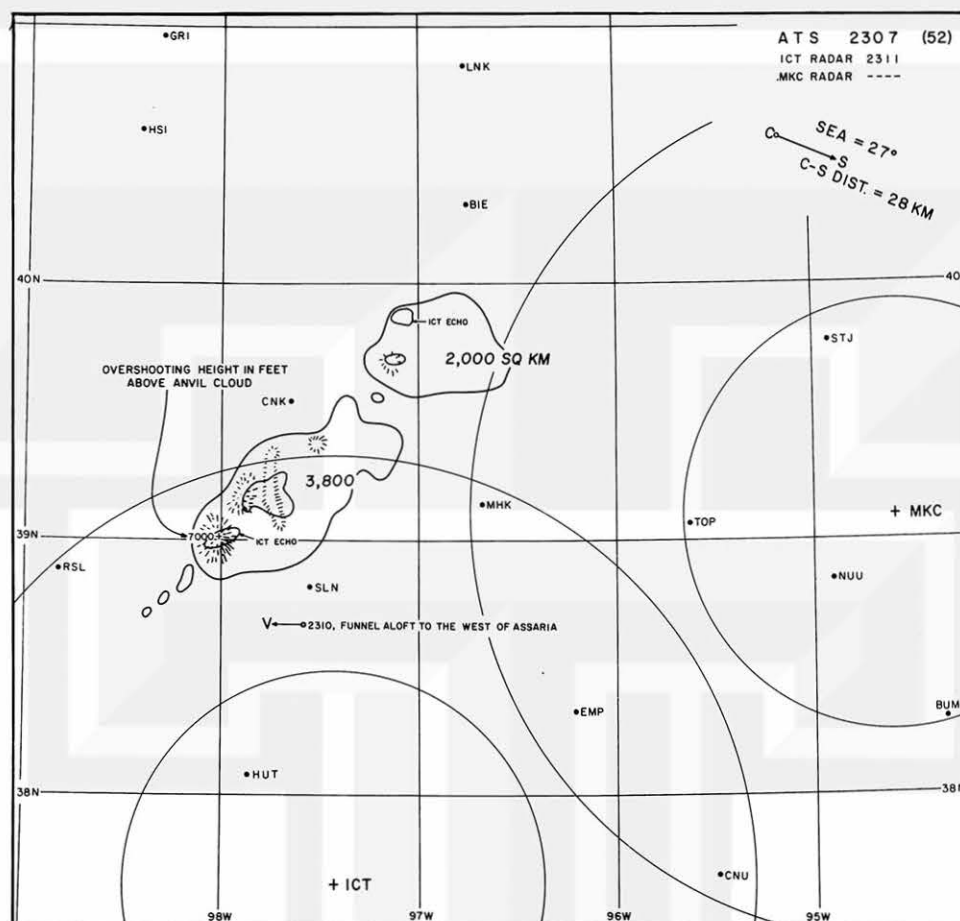 ATS 2307 (52)
ICT RADAR 2311
MKC RADAR ----
GRI
LNK
HSI
C S
SEA = 27°
C-S DIST. = 28 KM
BIE
40N 40
ICT ECHO
STJ
2,000 SQ KM
OVERSHOOTING HEIGHT IN FEET
ABOVE ANVIL CLOUD
CNK
3,800
MHK
TOP
+ MKC
39N
7000+
ICT ECHO
RSL
NUU
SLN
V 2310, FUNNEL ALOFT TO THE WEST OF ASSARIA
EMP
BUM
HUT
38N 38N
CNU
+ ICT
98W 97W 96W 95W